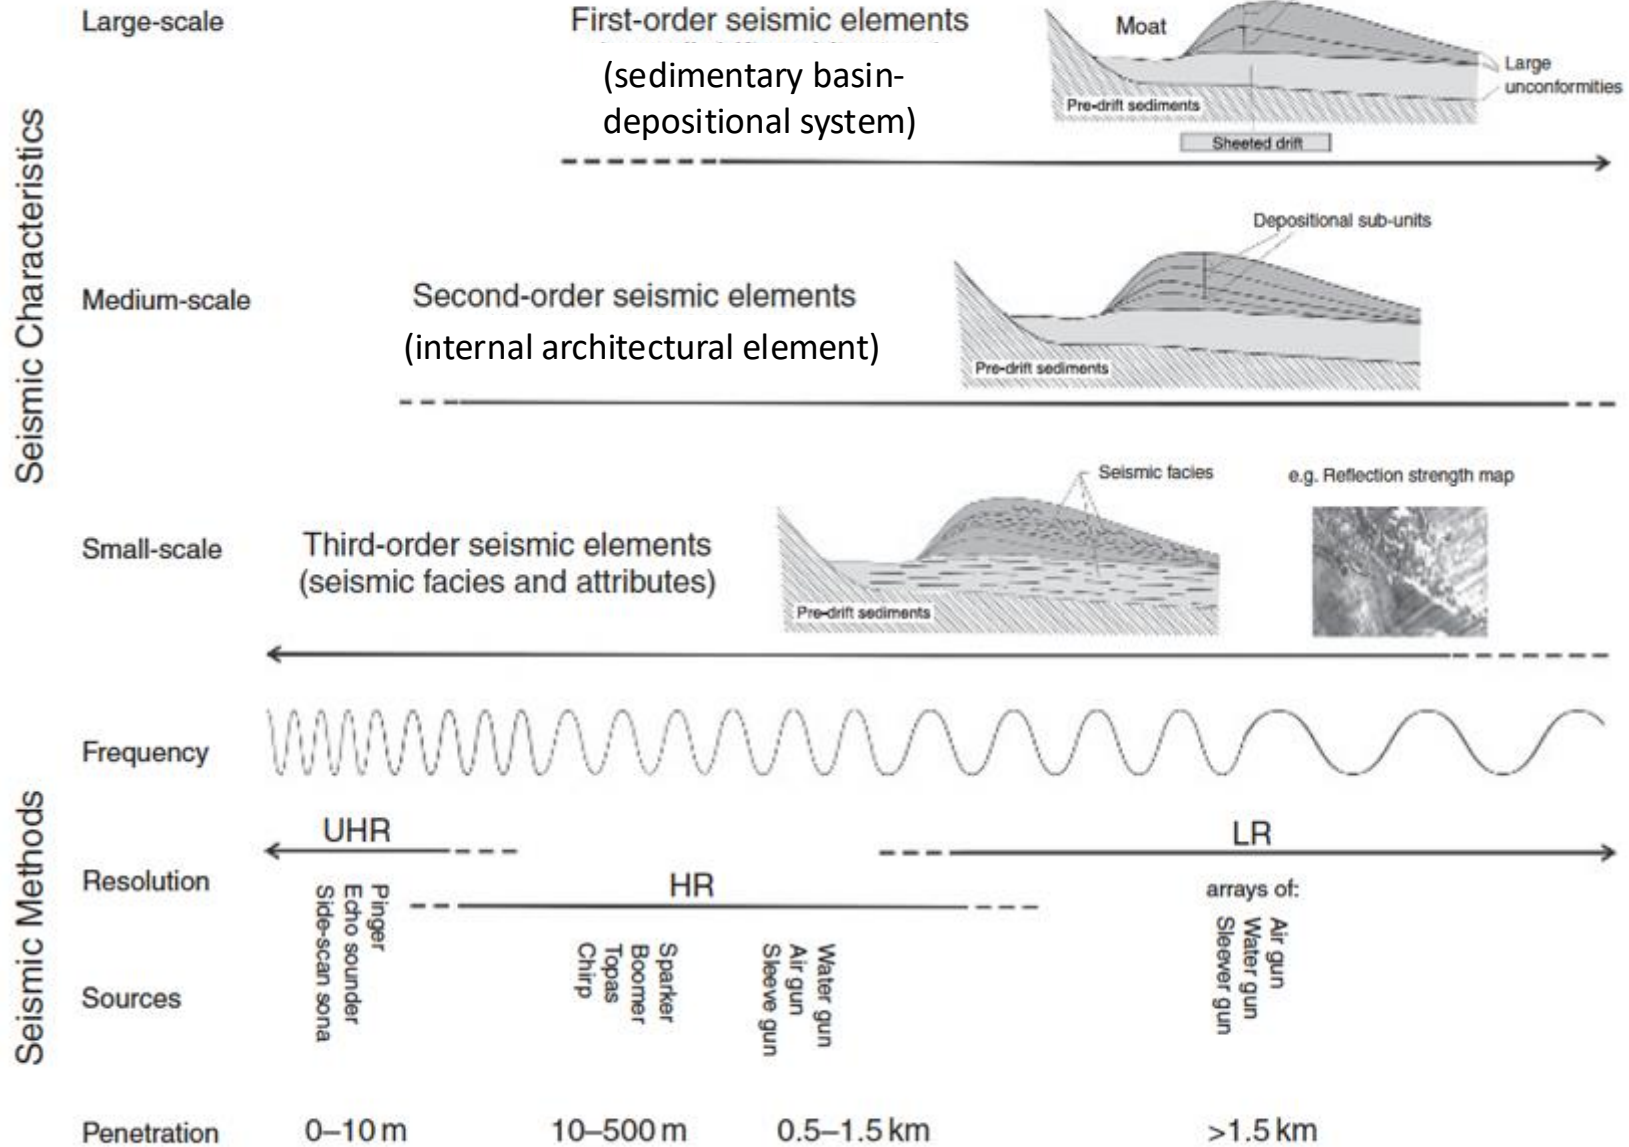 Large-scale
First-order seismic elements
(sedimentary basin-
depositional system)
Moat
Large
unconformities
Pre-drift sediments
Sheeted drift
Seismic Characteristics
Depositional sub-units
Medium-scale
Second-order seismic elements
(internal architectural element)
Pre-drift sediments
Seismic facies
e.g. Reflection strength map
Small-scale
Third-order seismic elements
(seismic facies and attributes)
Pre-drift sediments
Frequency
Seismic Methods
UHR
LR
Resolution
HR
arrays of:
Pinger
Echo sounder
Side-scan sona
Sparker
Boomer
Topas
Chirp
Water gun
Air gun
Sleeve gun
Air gun
Water gun
Sleever gun
Sources
Penetration
0–10 m
10–500 m
0.5–1.5 km
>1.5 km